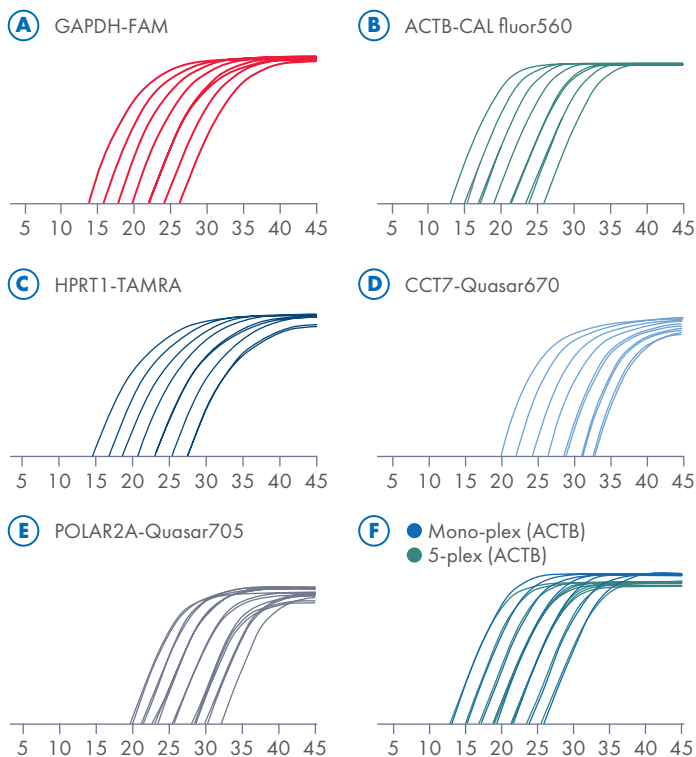 A GAPDH-FAM
B ACTB-CAL fluor560
5 10 15 20 25 30 35 40 45
5 10 15 20 25 30 35 40 45
C HPRT1-TAMRA
D CCT7-Quasar670
5 10 15 20 25 30 35 40 45
5 10 15 20 25 30 35 40 45
E POLAR2A-Quasar705
F Mono-plex (ACTB)
5-plex (ACTB)
5 10 15 20 25 30 35 40 45
5 10 15 20 25 30 35 40 45